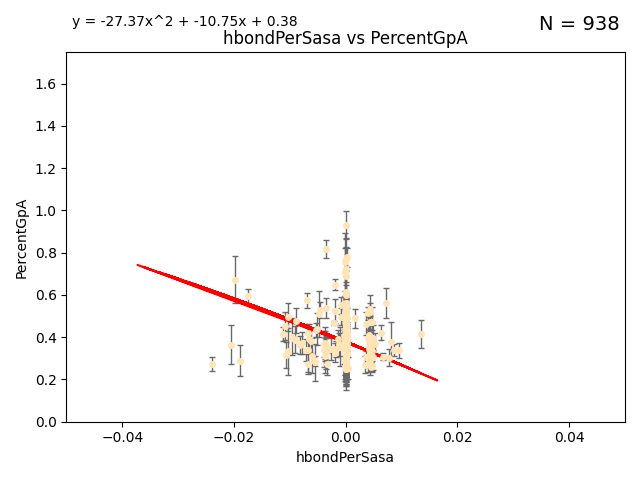 y = -27.37x^2 + -10.75x + 0.38
N = 938
hbondPerSasa vs PercentGpA
PercentGpA
1.6
1.4
1.2
1.0
0.8
0.6
0.4
0.2
0.0
−0.04 −0.02 0.00 0.02 0.04
hbondPerSasa